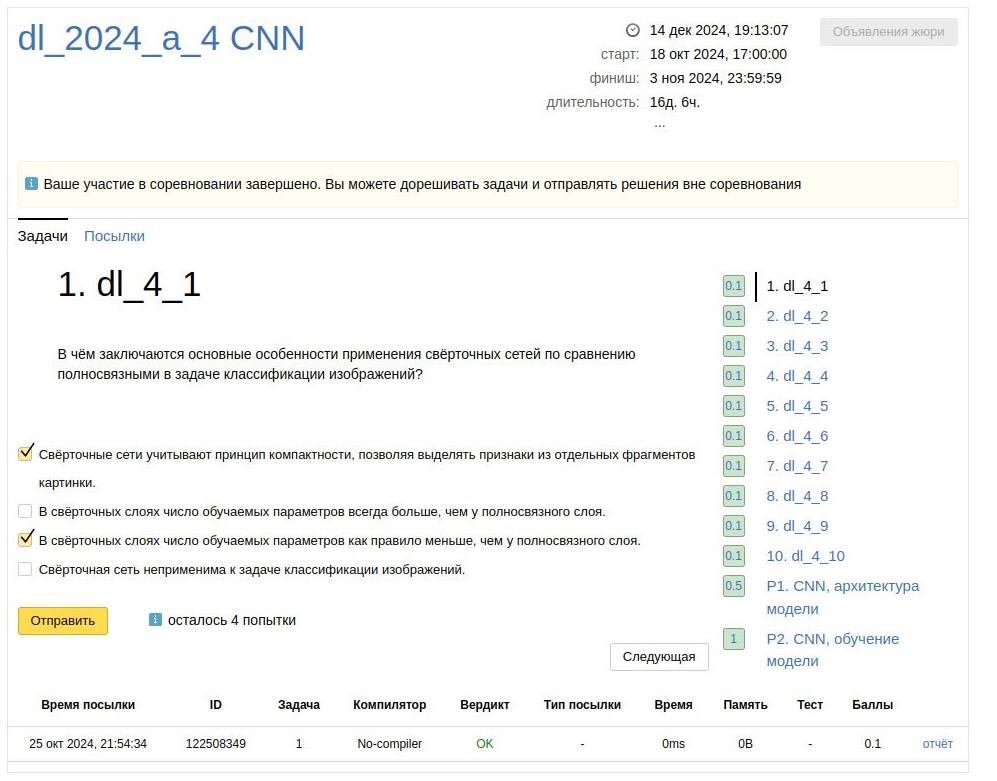 dl_2024_a_4 CNN
14 дек 2024, 19:13:07
Объявления жюри
старт: 18 окт 2024, 17:00:00
финиш: 3 ноя 2024, 23:59:59
длительность: 16д. 6ч.
...
Ваше участие в соревновании завершено. Вы можете дорешивать задачи и отправлять решения вне соревнования
Задачи Посылки
1. dl_4_1
В чём заключаются основные особенности применения свёрточных сетей по сравнению
полносвязными в задаче классификации изображений?
Свёрточные сети учитывают принцип компактности, позволяя выделять признаки из отдельных фрагментов
картинки.
В свёрточных слоях число обучаемых параметров всегда больше, чем у полносвязного слоя.
В свёрточных слоях число обучаемых параметров как правило меньше, чем у полносвязного слоя.
Свёрточная сеть неприменима к задаче классификации изображений.
Отправить осталось 4 попытки
Следующая
0.1 1. dl_4_1
0.1 2. dl_4_2
0.1 3. dl_4_3
0.1 4. dl_4_4
0.1 5. dl_4_5
0.1 6. dl_4_6
0.1 7. dl_4_7
0.1 8. dl_4_8
0.1 9. dl_4_9
0.1 10. dl_4_10
0.5 P1. CNN, архитектура
модели
1 P2. CNN, обучение
модели
Время посылки ID Задача Компилятор Вердикт Тип посылки Время Память Тест Баллы
25 окт 2024, 21:54:34 122508349 1 No-compiler OK - 0ms 0B - 0.1 отчёт